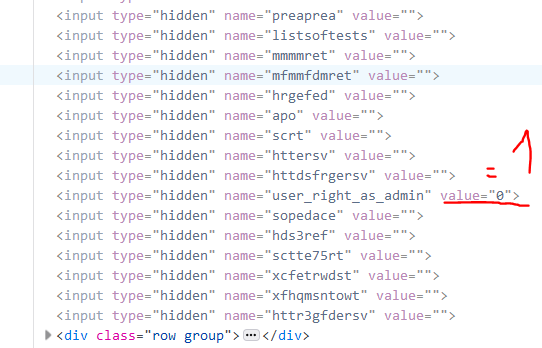 <input type="hidden" name="preaprea" value="">
<input type="hidden" name="listsoftests" value="">
<input type="hidden" name="mmmmret" value="">
<input type="hidden" name="mfmmfdmret" value="">
<input type="hidden" name="hrgefed" value="">
<input type="hidden" name="apo" value="">
<input type="hidden" name="scrt" value="">
<input type="hidden" name="httersv" value="">
<input type="hidden" name="httdsfrgersv" value="">
<input type="hidden" name="user_right_as_admin" value="0"> = 1
<input type="hidden" name="sopedace" value="">
<input type="hidden" name="hds3ref" value="">
<input type="hidden" name="sctte75rt" value="">
<input type="hidden" name="xcfetrwdst" value="">
<input type="hidden" name="xfhqmsntowt" value="">
<input type="hidden" name="httr3gfdersv" value="">
<div class="row group">…</div>